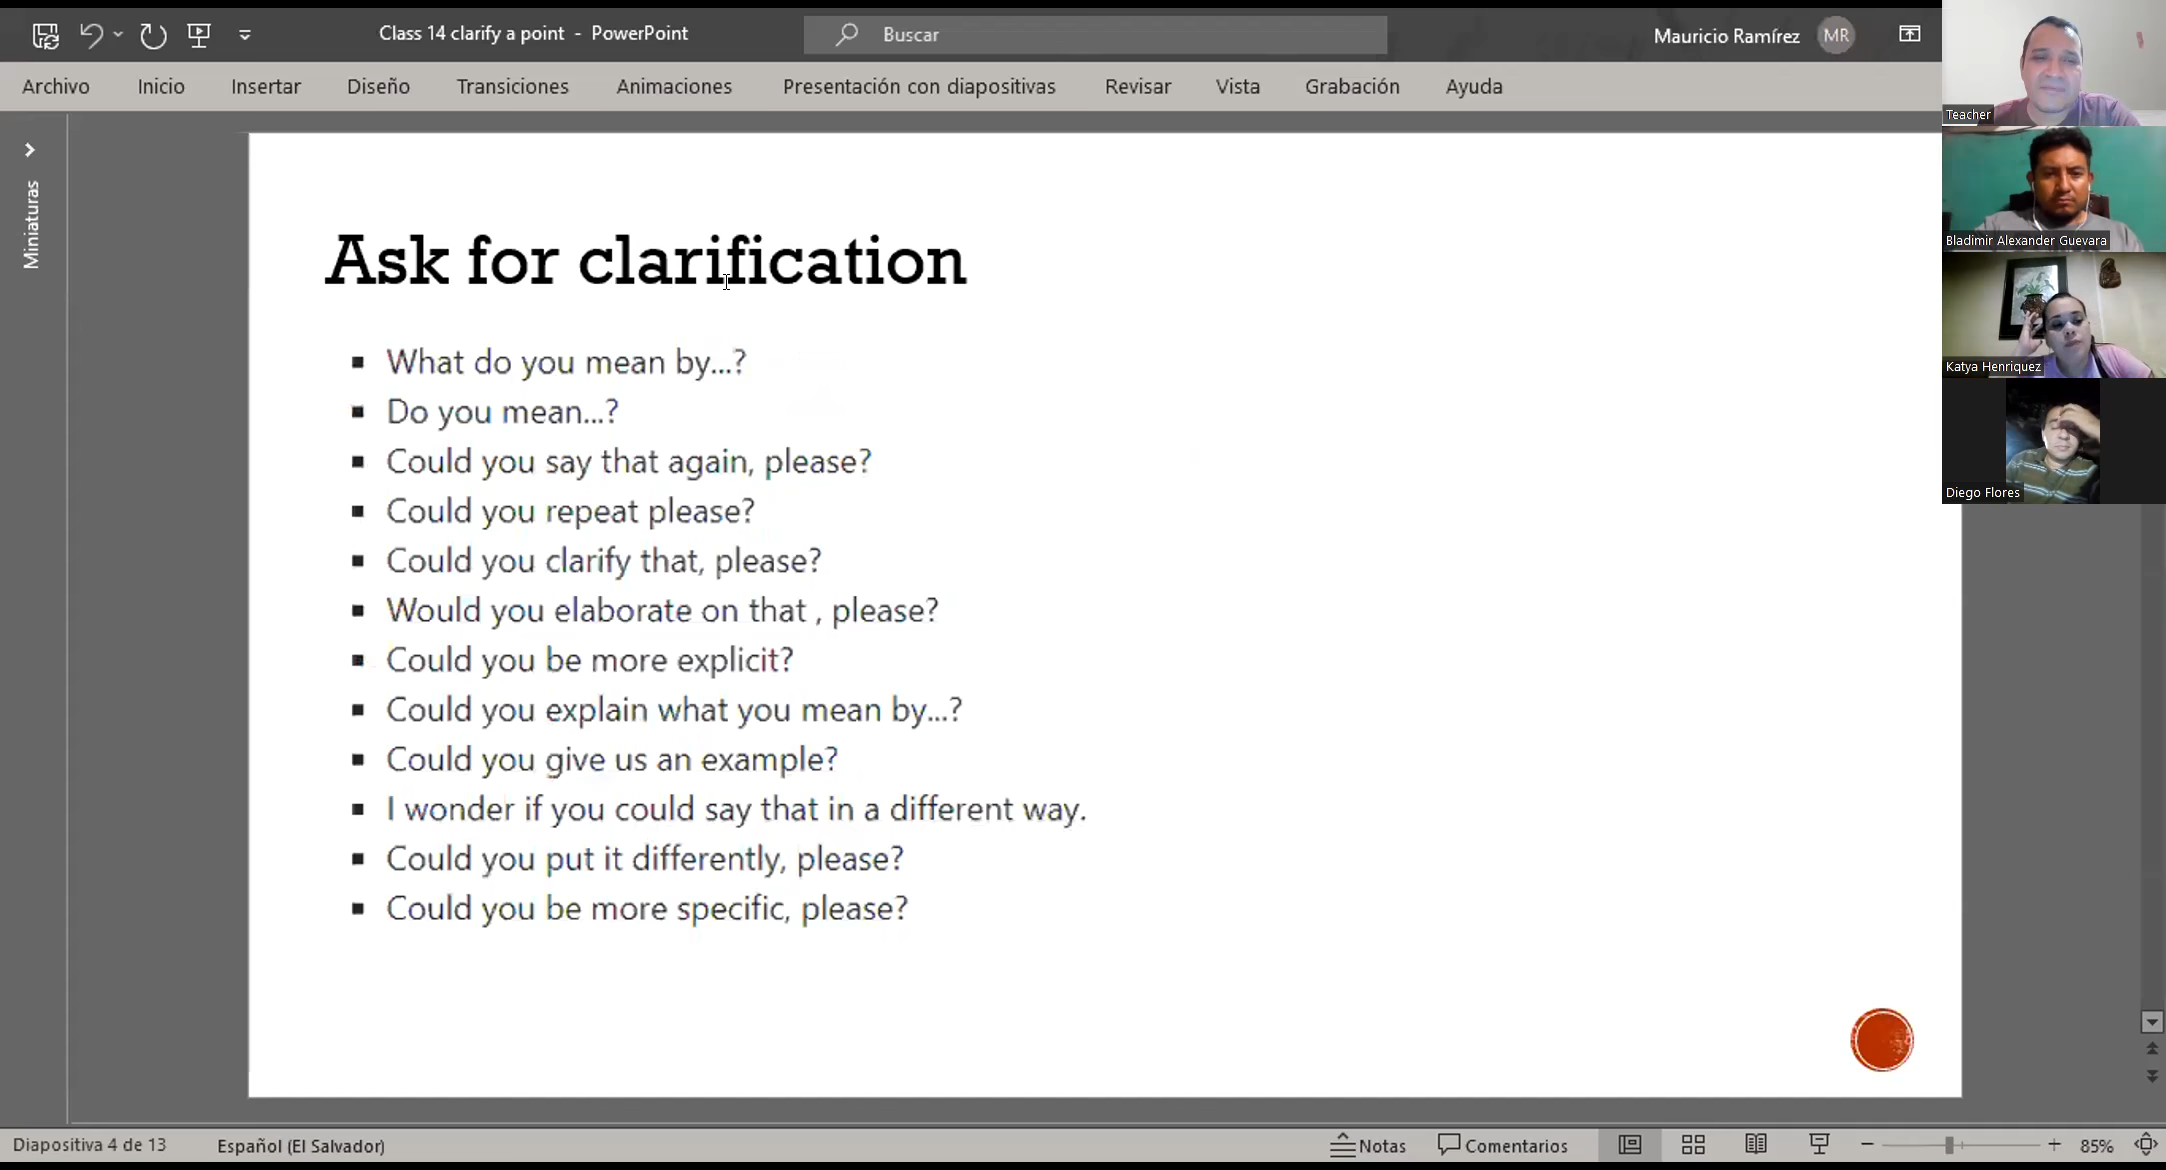 Class 14 clarify a point - PowerPoint
Buscar
Mauricio Ramírez
MR
Archivo
Inicio
Insertar
Diseño
Transiciones
Animaciones
Presentación con diapositivas
Revisar
Vista
Grabación
Ayuda
Teacher
Bladimir Alexander Guevara
Katya Henriquez
Diego Flores
Miniaturas
Ask for clarification
What do you mean by...?
Do you mean...?
Could you say that again, please?
Could you repeat please?
Could you clarify that, please?
Would you elaborate on that , please?
Could you be more explicit?
Could you explain what you mean by...?
Could you give us an example?
I wonder if you could say that in a different way.
Could you put it differently, please?
Could you be more specific, please?
Diapositiva 4 de 13
Español (El Salvador)
Notas
Comentarios
85%